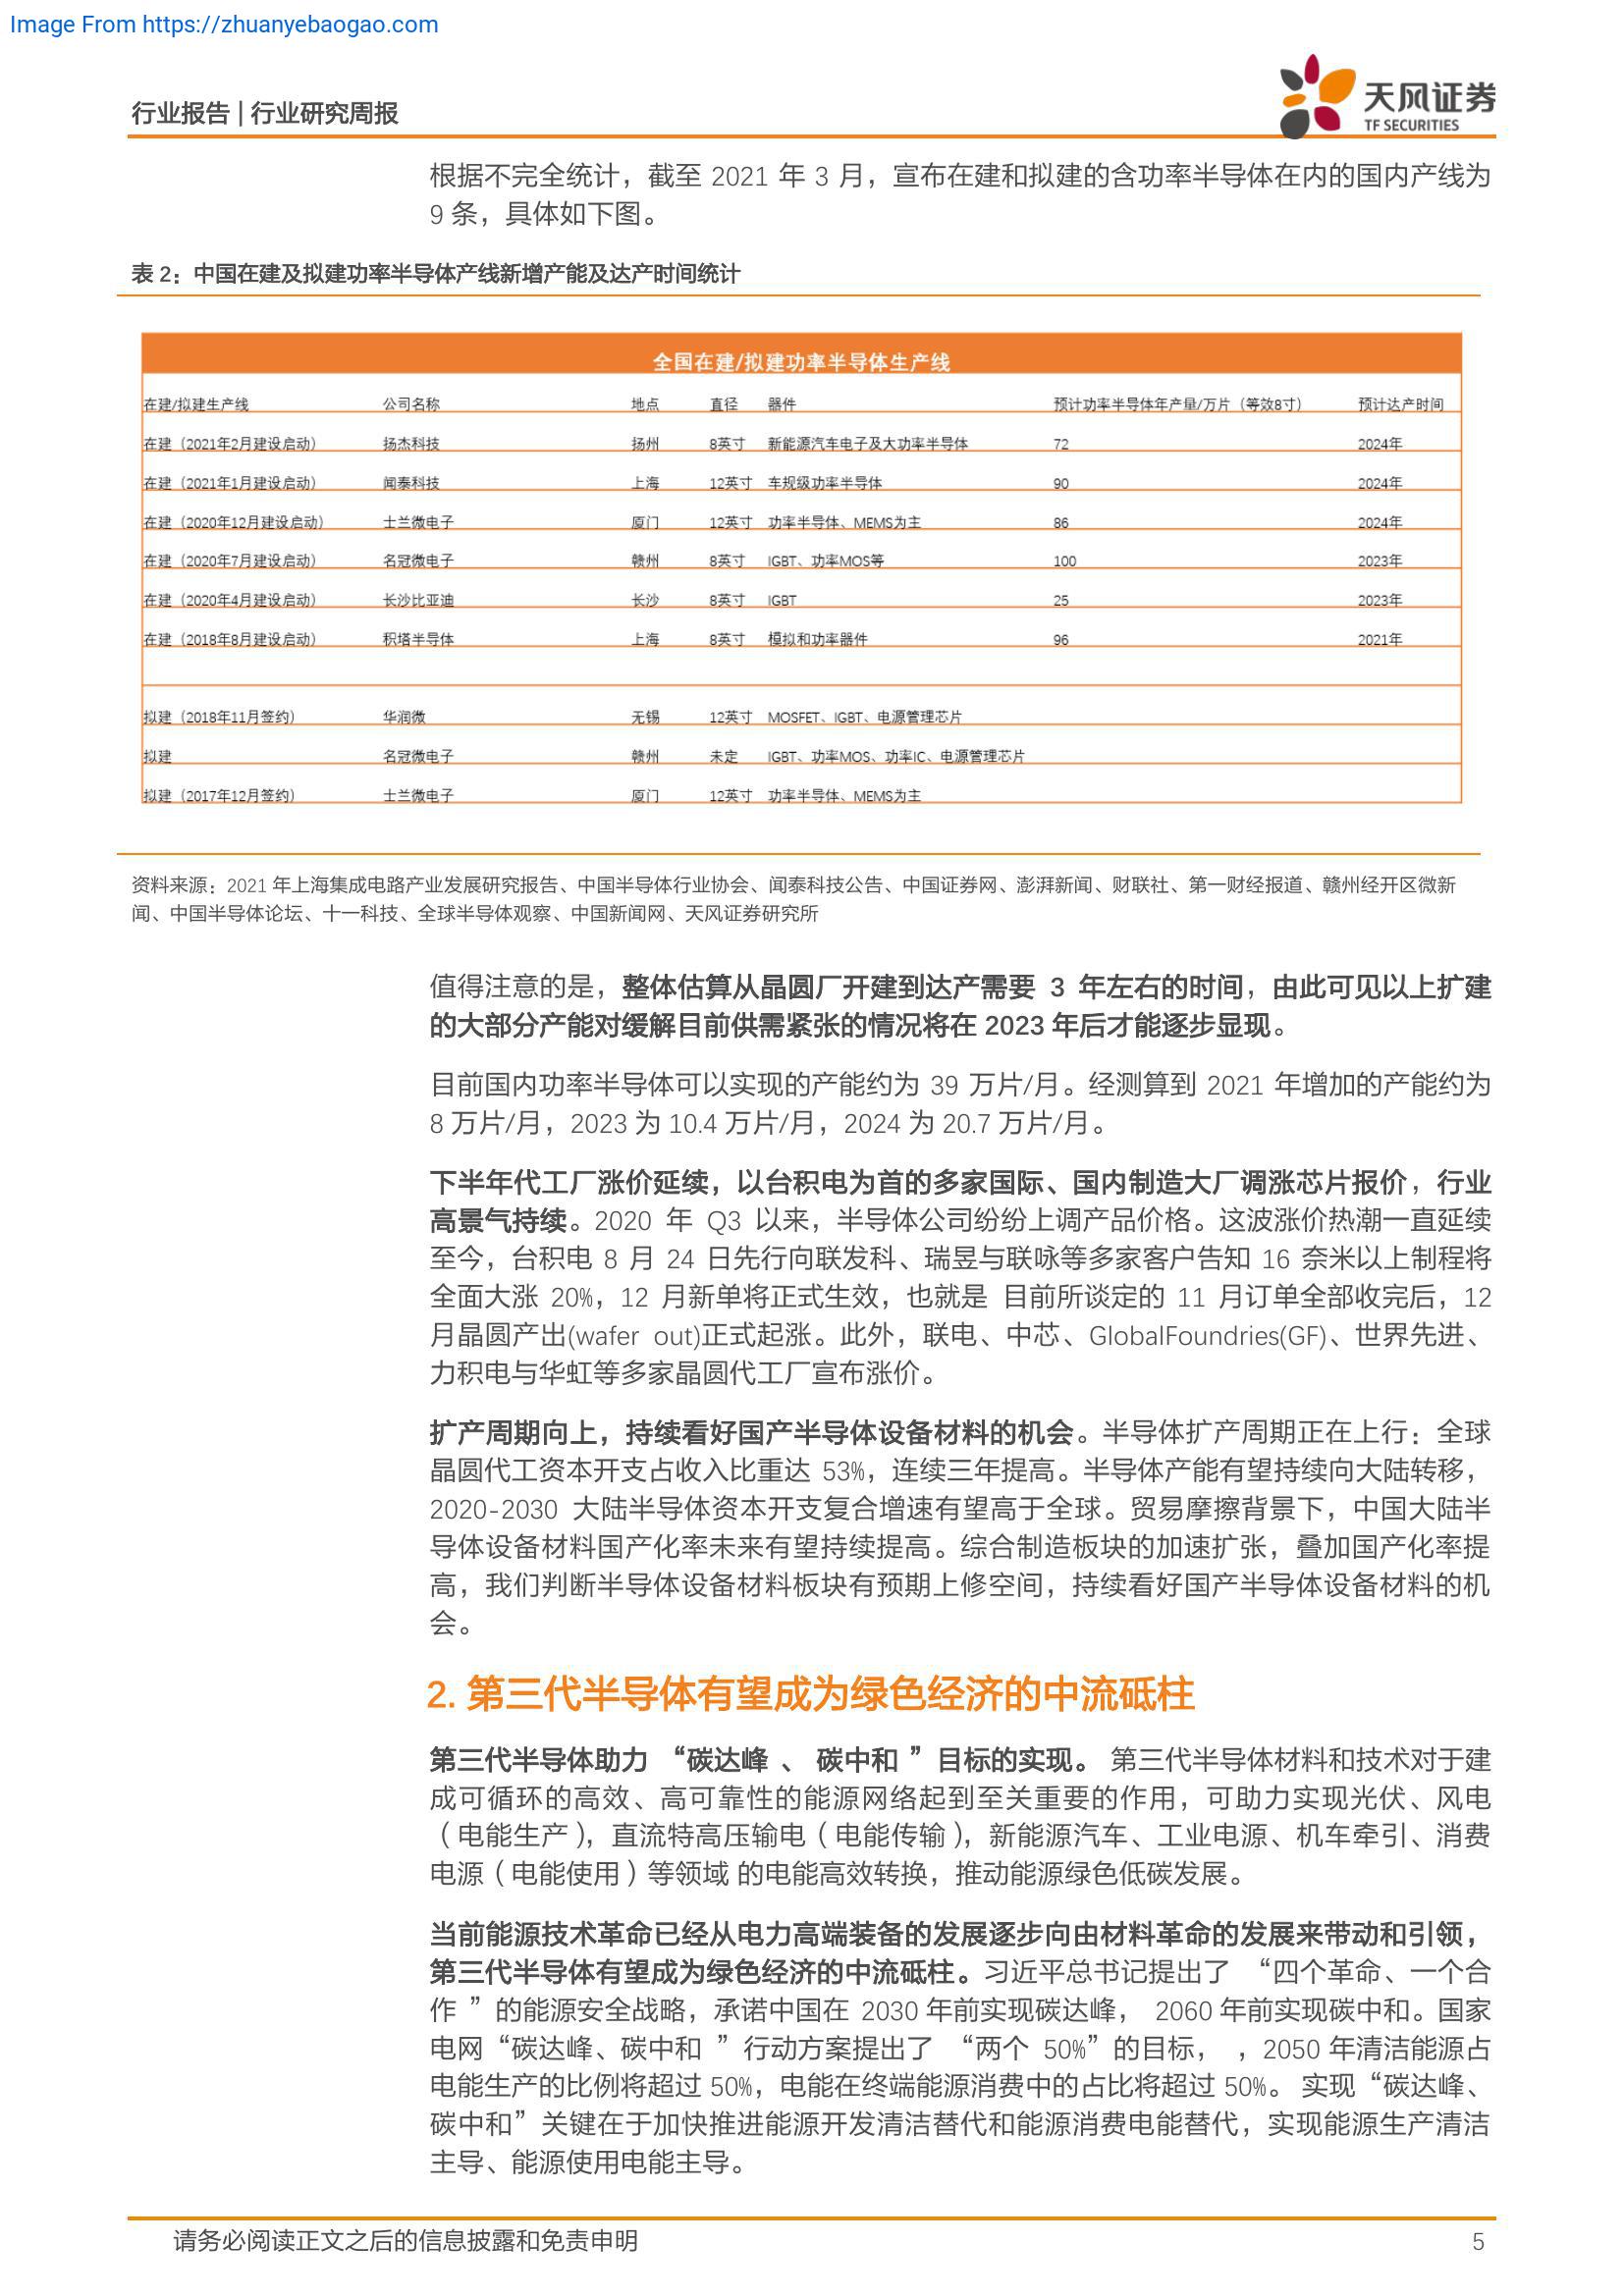 Image From https://zhuanyebaogao.com
行业报告 | 行业研究周报
天风证券
TF SECURITIES
根据不完全统计，截至 2021 年 3 月，宣布在建和拟建的含功率半导体在内的国内产线为
9 条，具体如下图。
表 2：中国在建及拟建功率半导体产线新增产能及达产时间统计
全国在建/拟建功率半导体生产线
在建/拟建生产线 公司名称 地点 直径 器件 预计功率半导体年产量/万片（等效8寸） 预计达产时间
在建（2021年2月建设启动） 扬杰科技 扬州 8英寸 新能源汽车电子及大功率半导体 72 2024年
在建（2021年1月建设启动） 闻泰科技 上海 12英寸 车规级功率半导体 90 2024年
在建（2020年12月建设启动） 士兰微电子 厦门 12英寸 功率半导体、MEMS为主 86 2024年
在建（2020年7月建设启动） 名冠微电子 赣州 8英寸 IGBT、功率MOS等 100 2023年
在建（2020年4月建设启动） 长沙比亚迪 长沙 8英寸 IGBT 25 2023年
在建（2018年8月建设启动） 积塔半导体 上海 8英寸 模拟和功率器件 96 2021年
拟建（2018年11月签约） 华润微 无锡 12英寸 MOSFET、IGBT、电源管理芯片
拟建 名冠微电子 赣州 未定 IGBT、功率MOS、功率IC、电源管理芯片
拟建（2017年12月签约） 士兰微电子 厦门 12英寸 功率半导体、MEMS为主
资料来源：2021 年上海集成电路产业发展研究报告、中国半导体行业协会、闻泰科技公告、中国证券网、澎湃新闻、财联社、第一财经报道、赣州经开区微新
闻、中国半导体论坛、十一科技、全球半导体观察、中国新闻网、天风证券研究所
值得注意的是，整体估算从晶圆厂开建到达产需要 3 年左右的时间，由此可见以上扩建
的大部分产能对缓解目前供需紧张的情况将在 2023 年后才能逐步显现。
目前国内功率半导体可以实现的产能约为 39 万片/月。经测算到 2021 年增加的产能约为
8 万片/月，2023 为 10.4 万片/月，2024 为 20.7 万片/月。
下半年代工厂涨价延续，以台积电为首的多家国际、国内制造大厂调涨芯片报价，行业
高景气持续。2020 年 Q3 以来，半导体公司纷纷上调产品价格。这波涨价热潮一直延续
至今，台积电 8 月 24 日先行向联发科、瑞昱与联咏等多家客户告知 16 奈米以上制程将
全面大涨 20%，12 月新单将正式生效，也就是 目前所谈定的 11 月订单全部收完后，12
月晶圆产出(wafer out)正式起涨。此外，联电、中芯、GlobalFoundries(GF)、世界先进、
力积电与华虹等多家晶圆代工厂宣布涨价。
扩产周期向上，持续看好国产半导体设备材料的机会。半导体扩产周期正在上行：全球
晶圆代工资本开支占收入比重达 53%，连续三年提高。半导体产能有望持续向大陆转移，
2020-2030 大陆半导体资本开支复合增速有望高于全球。贸易摩擦背景下，中国大陆半
导体设备材料国产化率未来有望持续提高。综合制造板块的加速扩张，叠加国产化率提
高，我们判断半导体设备材料板块有预期上修空间，持续看好国产半导体设备材料的机
会。
2. 第三代半导体有望成为绿色经济的中流砥柱
第三代半导体助力 “碳达峰 、 碳中和 ”目标的实现。 第三代半导体材料和技术对于建
成可循环的高效、高可靠性的能源网络起到至关重要的作用，可助力实现光伏、风电
（电能生产），直流特高压输电（电能传输），新能源汽车、工业电源、机车牵引、消费
电源（电能使用）等领域 的电能高效转换，推动能源绿色低碳发展。
当前能源技术革命已经从电力高端装备的发展逐步向由材料革命的发展来带动和引领，
第三代半导体有望成为绿色经济的中流砥柱。习近平总书记提出了 “四个革命、一个合
作 ”的能源安全战略，承诺中国在 2030 年前实现碳达峰， 2060 年前实现碳中和。国家
电网“碳达峰、碳中和 ”行动方案提出了 “两个 50%”的目标， ，2050 年清洁能源占
电能生产的比例将超过 50%，电能在终端能源消费中的占比将超过 50%。 实现“碳达峰、
碳中和”关键在于加快推进能源开发清洁替代和能源消费电能替代，实现能源生产清洁
主导、能源使用电能主导。
请务必阅读正文之后的信息披露和免责申明 5